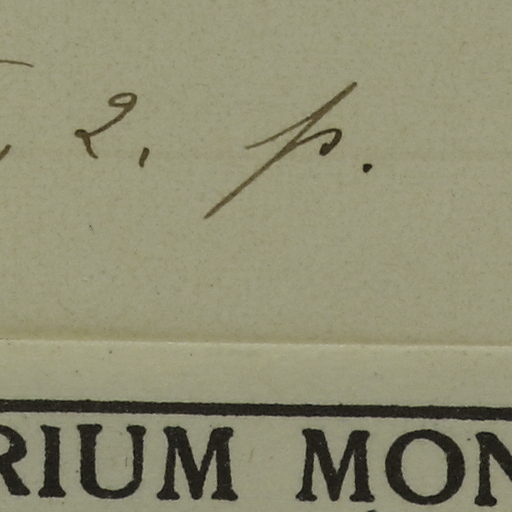 , 2, p.
RIUM MON